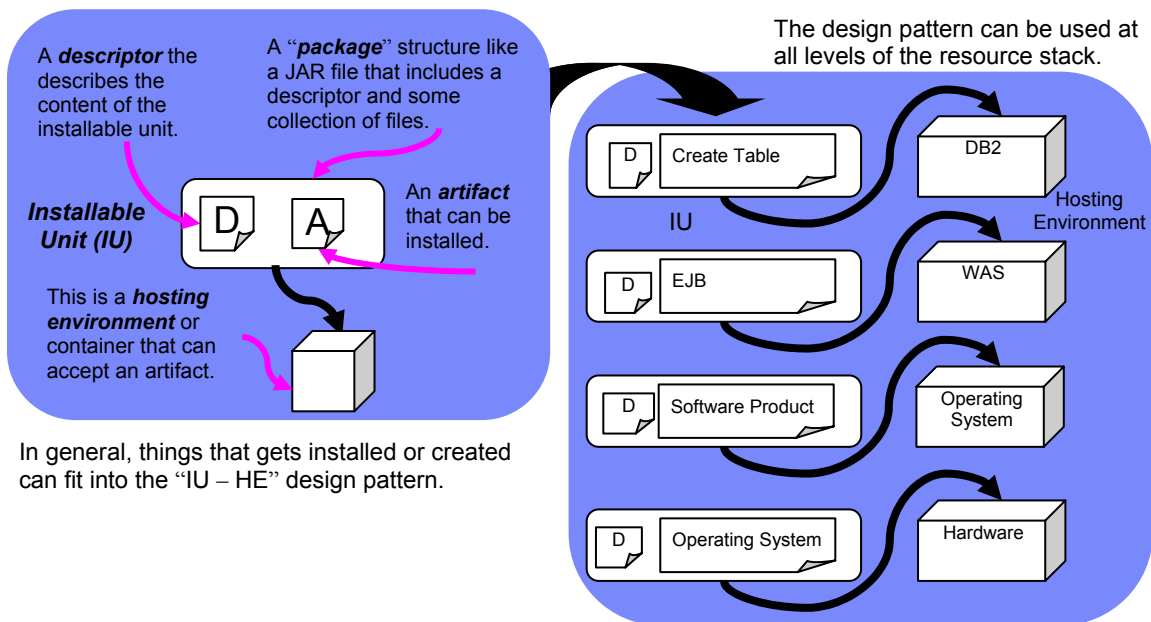 A descriptor the
describes the
content of the
installable unit.
A “package” structure like
a JAR file that includes a
descriptor and some
collection of files.
Installable
Unit (IU)
D
A
An artifact
that can be
installed.
This is a hosting
environment or
container that can
accept an artifact.
In general, things that gets installed or created
can fit into the “IU – HE” design pattern.
The design pattern can be used at
all levels of the resource stack.
D
Create Table
DB2
IU
Hosting
Environment
D
EJB
WAS
D
Software Product
Operating
System
D
Operating System
Hardware